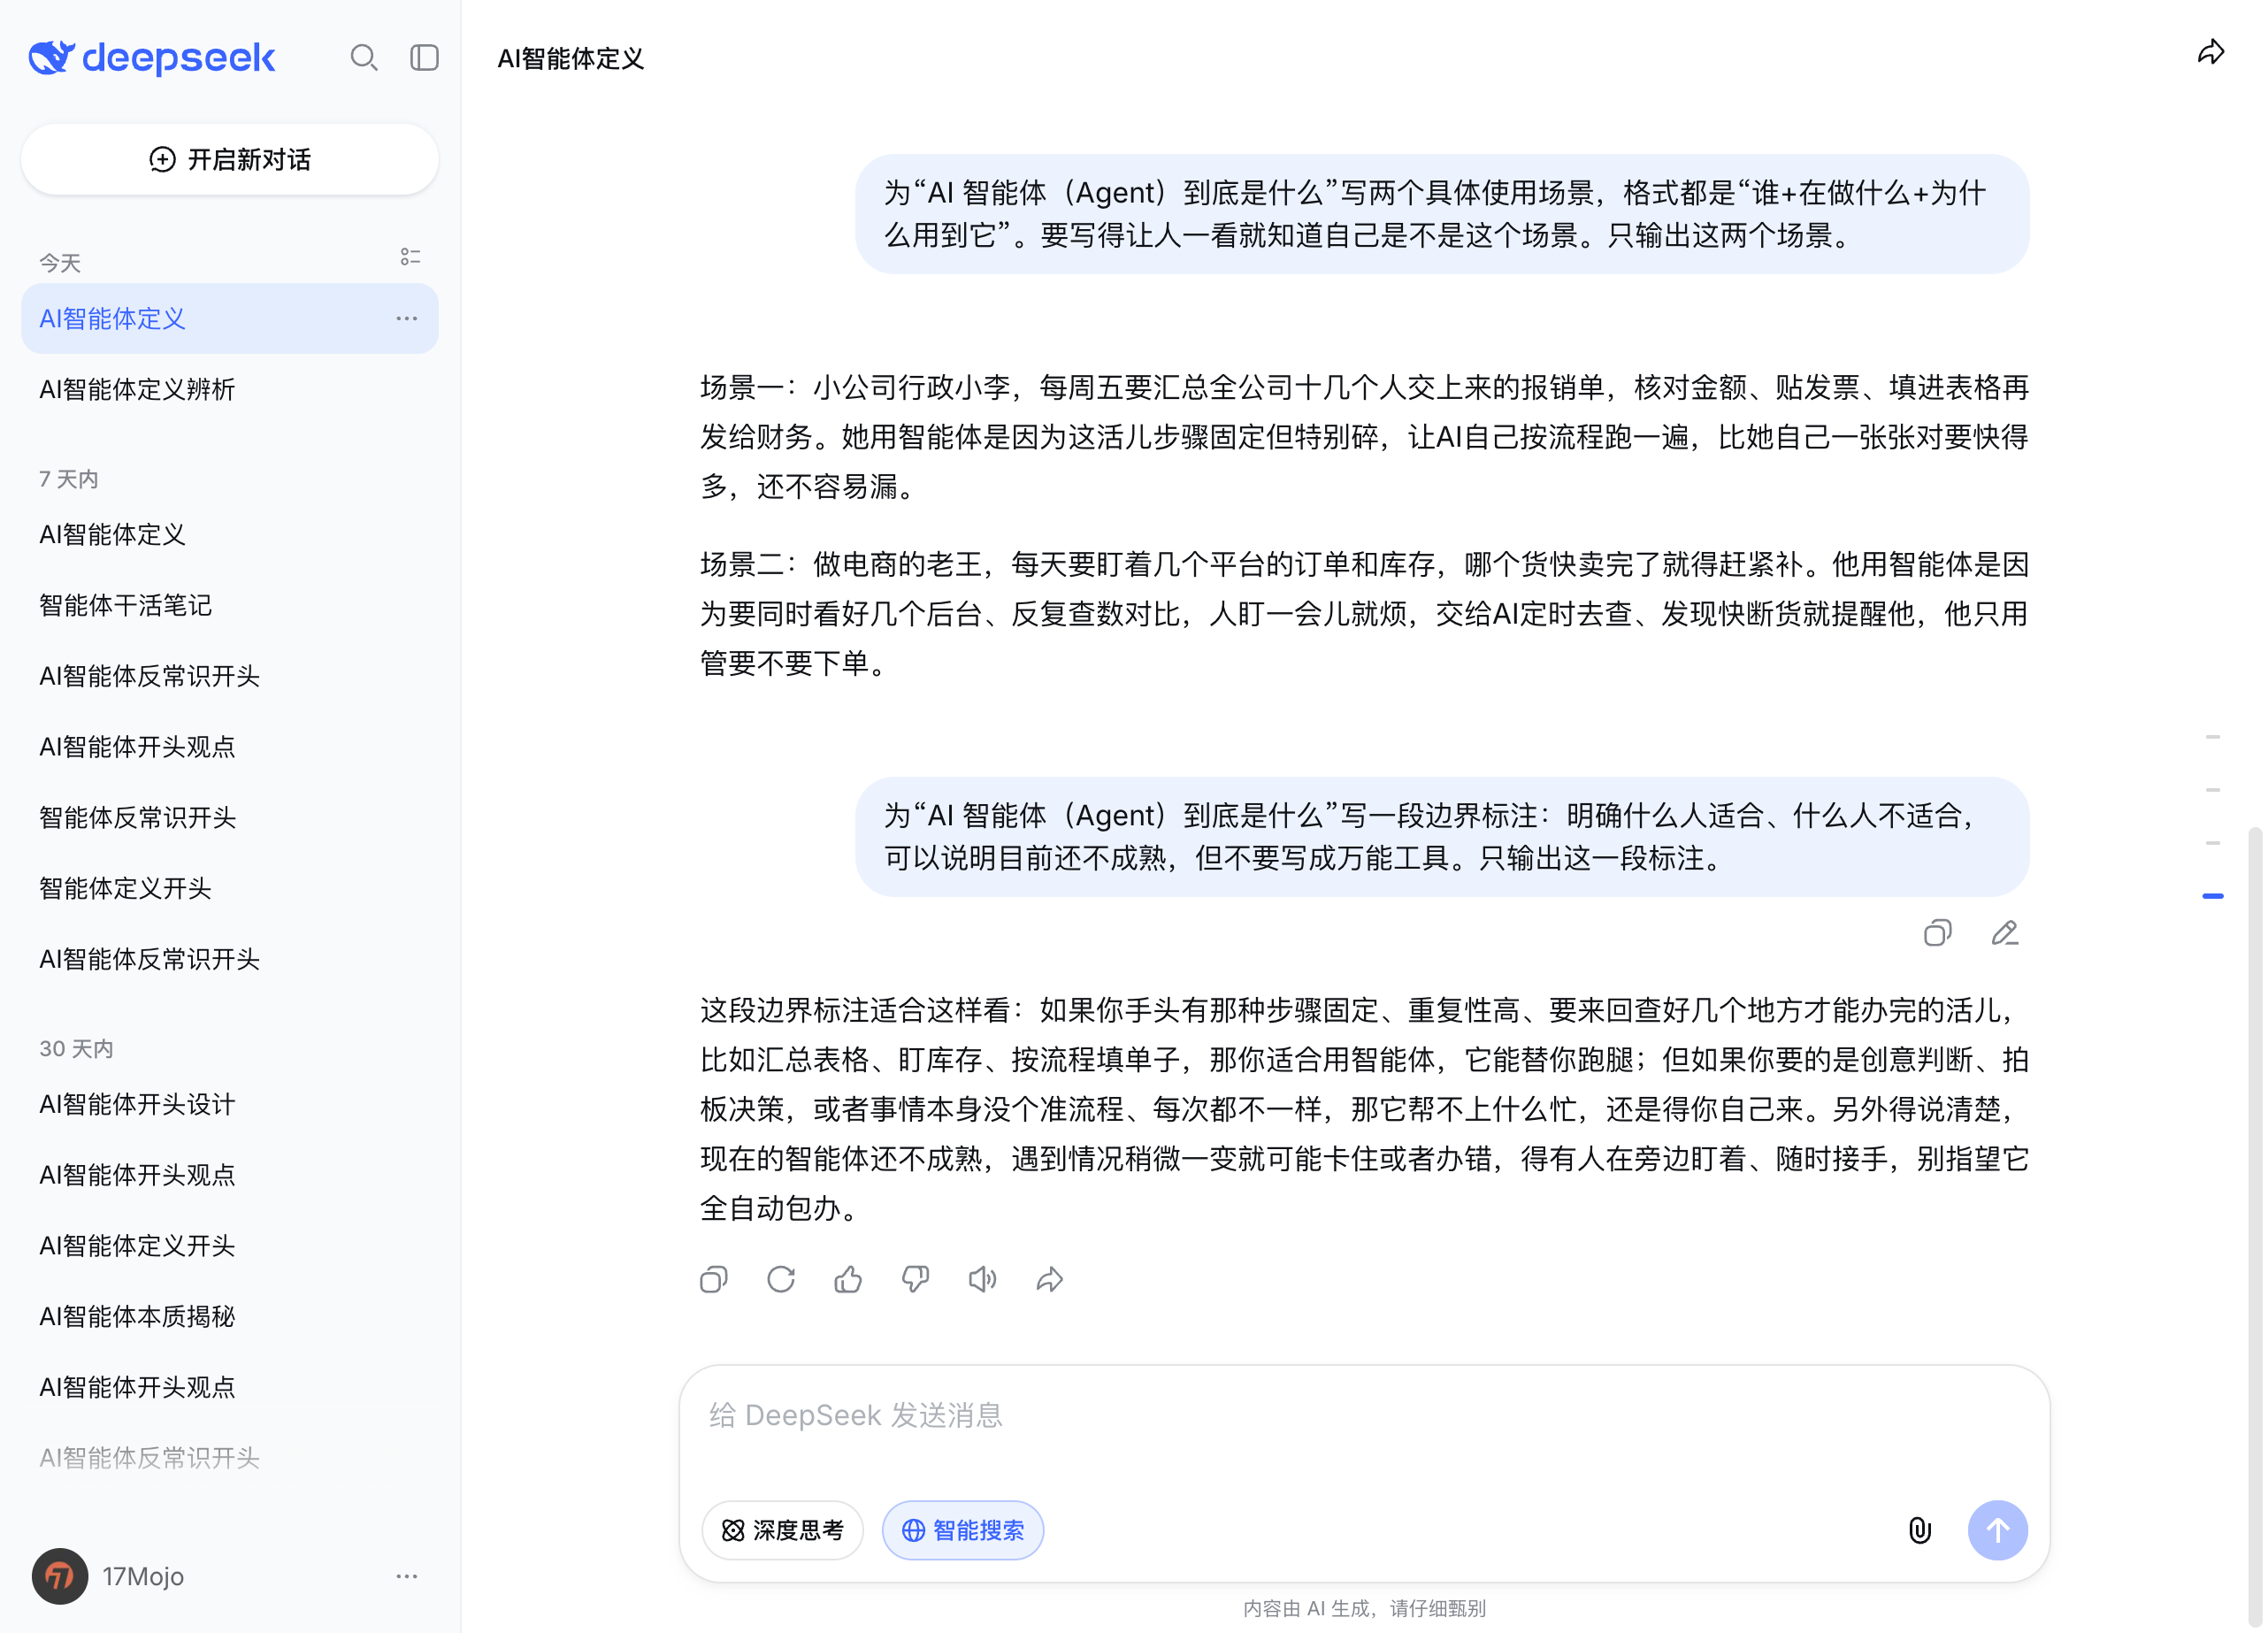 deepseek
开启新对话
今天
AI智能体定义
AI智能体定义辨析
7 天内
AI智能体定义
智能体干活笔记
AI智能体反常识开头
AI智能体开头观点
智能体反常识开头
智能体定义开头
AI智能体反常识开头
30 天内
AI智能体开头设计
AI智能体开头观点
AI智能体定义开头
AI智能体本质揭秘
AI智能体开头观点
AI智能体反常识开头
17Mojo
AI智能体定义
为“AI 智能体（Agent）到底是什么”写两个具体使用场景，格式都是“谁+在做什么+为什
么用到它”。要写得让人一看就知道自己是不是这个场景。只输出这两个场景。
场景一：小公司行政小李，每周五要汇总全公司十几个人交上来的报销单，核对金额、贴发票、填进表格再
发给财务。她用智能体是因为这活儿步骤固定但特别碎，让AI自己按流程跑一遍，比她自己一张张对要快得
多，还不容易漏。
场景二：做电商的老王，每天要盯着几个平台的订单和库存，哪个货快卖完了就得赶紧补。他用智能体是因
为要同时看好几个后台、反复查数对比，人盯一会儿就烦，交给AI定时去查、发现快断货就提醒他，他只用
管要不要下单。
为“AI 智能体（Agent）到底是什么”写一段边界标注：明确什么人适合、什么人不适合，
可以说明目前还不成熟，但不要写成万能工具。只输出这一段标注。
这段边界标注适合这样看：如果你手头有那种步骤固定、重复性高、要来回查好几个地方才能办完的活儿，
比如汇总表格、盯库存、按流程填单子，那你适合用智能体，它能替你跑腿；但如果你要的是创意判断、拍
板决策，或者事情本身没个准流程、每次都不一样，那它帮不上什么忙，还是得你自己来。另外得说清楚，
现在的智能体还不成熟，遇到情况稍微一变就可能卡住或者办错，得有人在旁边盯着、随时接手，别指望它
全自动包办。
给 DeepSeek 发送消息
深度思考
智能搜索
内容由 AI 生成，请仔细甄别